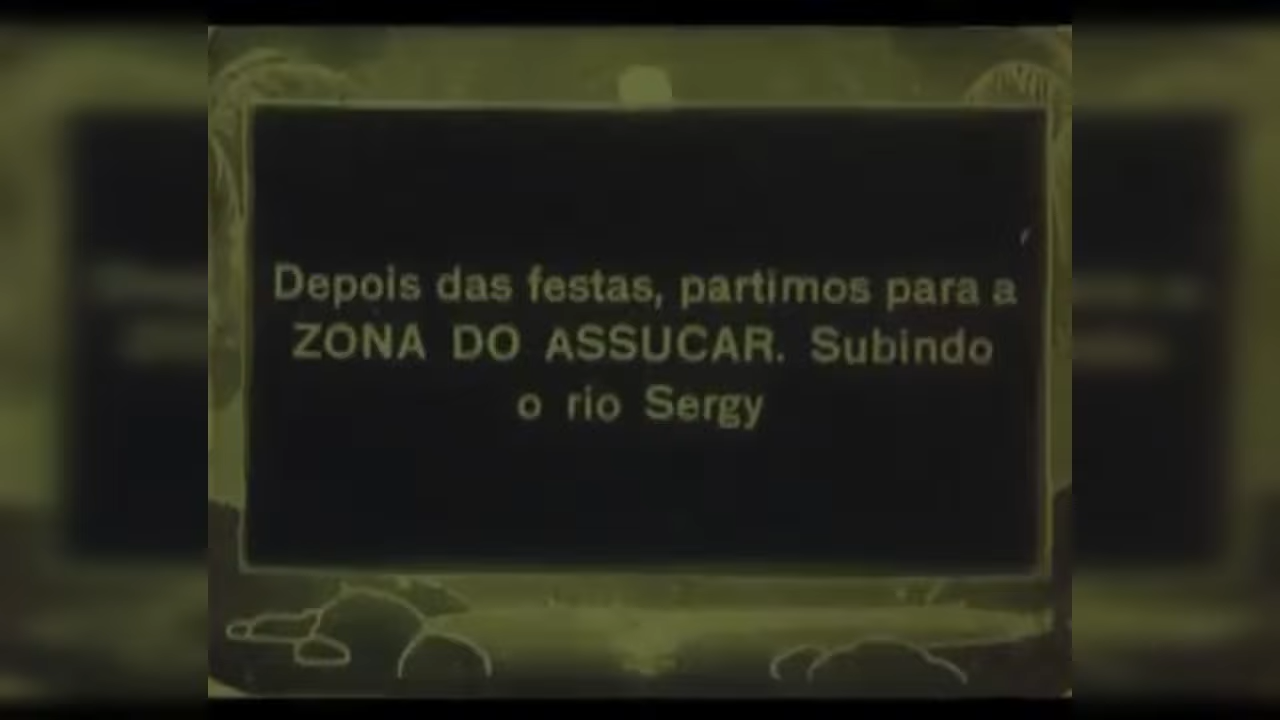 Depois das festas, partimos para a
ZONA DO ASSUCAR. Subindo
o rio Sergy